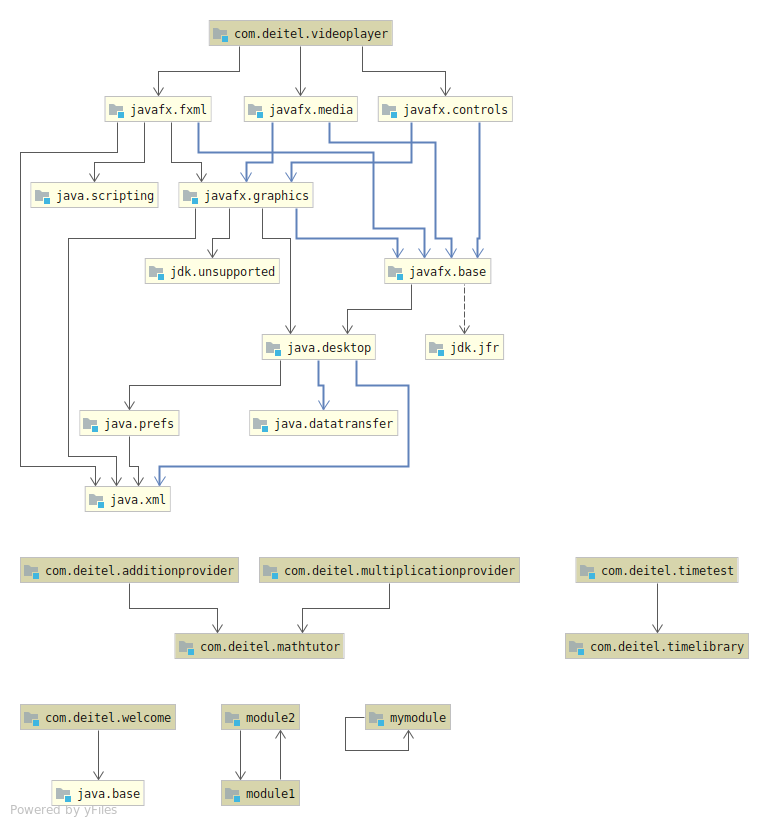 com.deitel.videoplayer
javafx.fxml
javafx.media
javafx.controls
java.scripting
javafx.graphics
jdk.unsupported
javafx.base
java.desktop
jdk.jfr
java.prefs
java.datatransfer
java.xml
com.deitel.additionprovider
com.deitel.multiplicationprovider
com.deitel.timetest
com.deitel.mathtutor
com.deitel.timelibrary
com.deitel.welcome
module2
mymodule
java.base
module1
Powered by yFiles